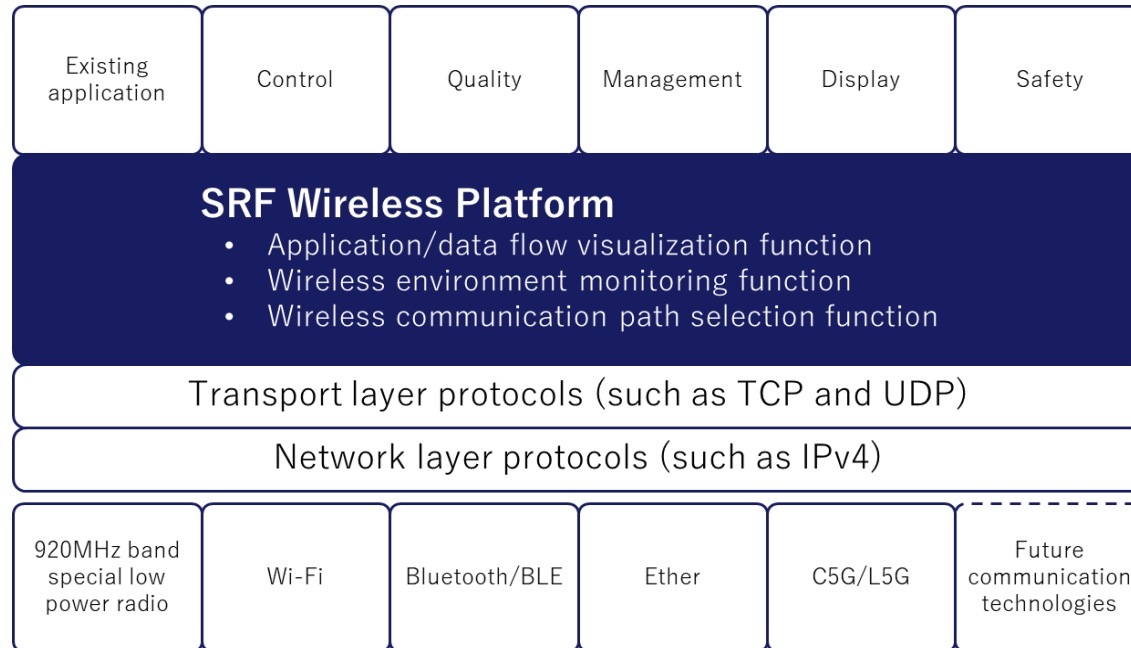 Existing
application
Control
Quality
Management
Display
Safety
SRF Wireless Platform
• Application/data flow visualization function
• Wireless environment monitoring function
• Wireless communication path selection function
Transport layer protocols (such as TCP and UDP)
Network layer protocols (such as IPv4)
920MHz band
special low
power radio
Wi-Fi
Bluetooth/BLE
Ether
C5G/L5G
Future
communication
technologies